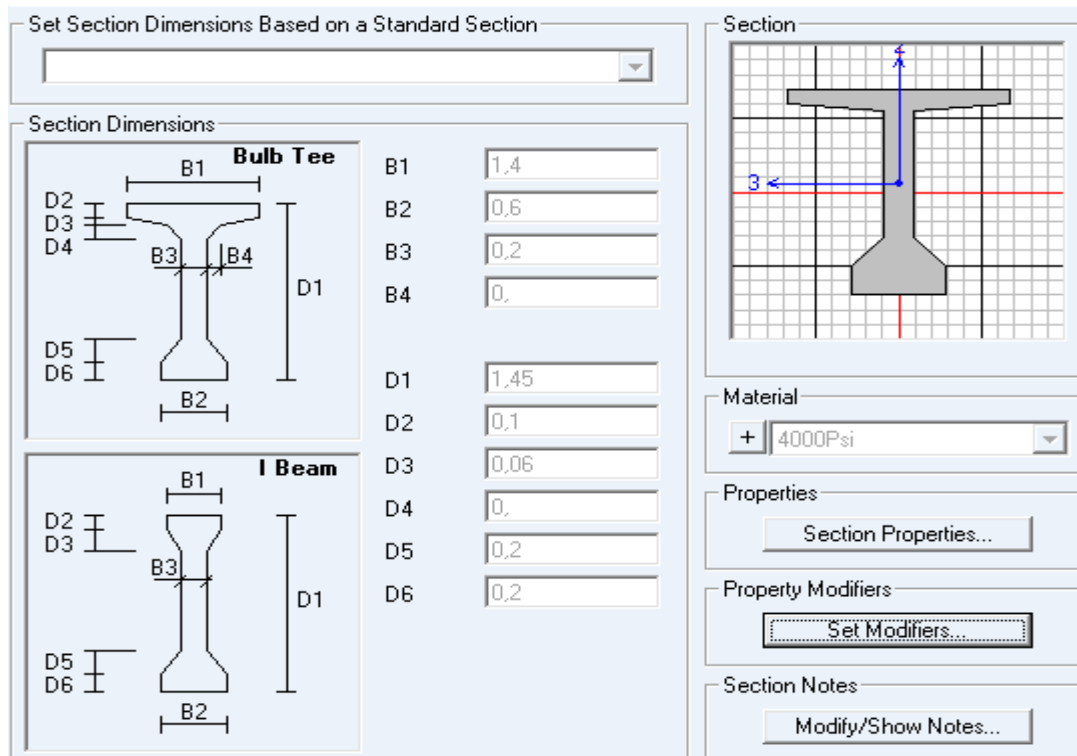 Set Section Dimensions Based on a Standard Section
Section Dimensions
Bulb Tee
B1
D2
D3
D4
B3
B4
D1
D5
D6
B2
I Beam
B1
D2
D3
B3
D1
D5
D6
B2
B1 1,4
B2 0,6
B3 0,2
B4 0,
D1 1,45
D2 0,1
D3 0,06
D4 0,
D5 0,2
D6 0,2
Section
2
3
Material
+ 4000Psi
Properties
Section Properties...
Property Modifiers
Set Modifiers...
Section Notes
Modify/Show Notes...